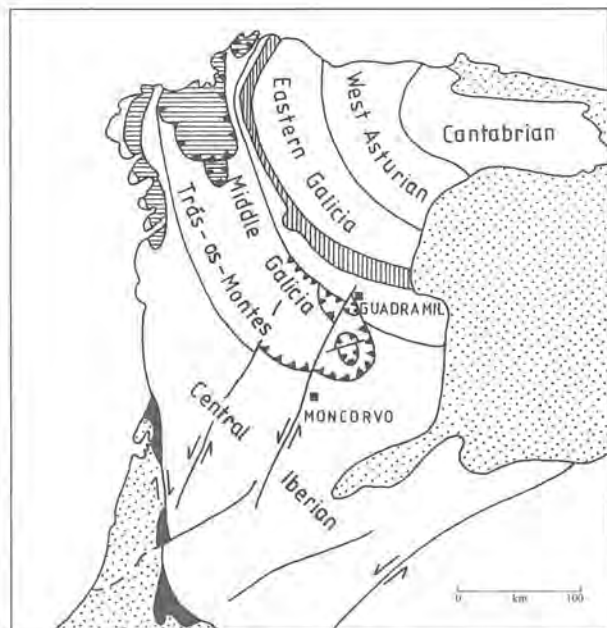 Cantabrian
West Asturian
Eastern Galicia
Middle Galicia –
Trás-os-Montes
GUADRAMIL
MONCORVO
Central
Iberian
0 km 100